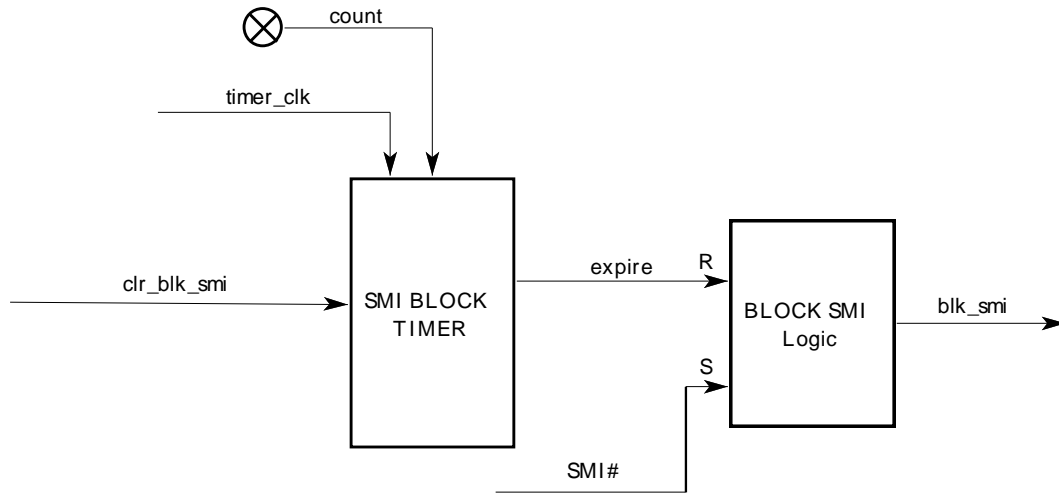 count
timer_clk
clr_blk_smi
SMI BLOCK
TIMER
expire
R
S
SMI#
BLOCK SMI
Logic
blk_smi